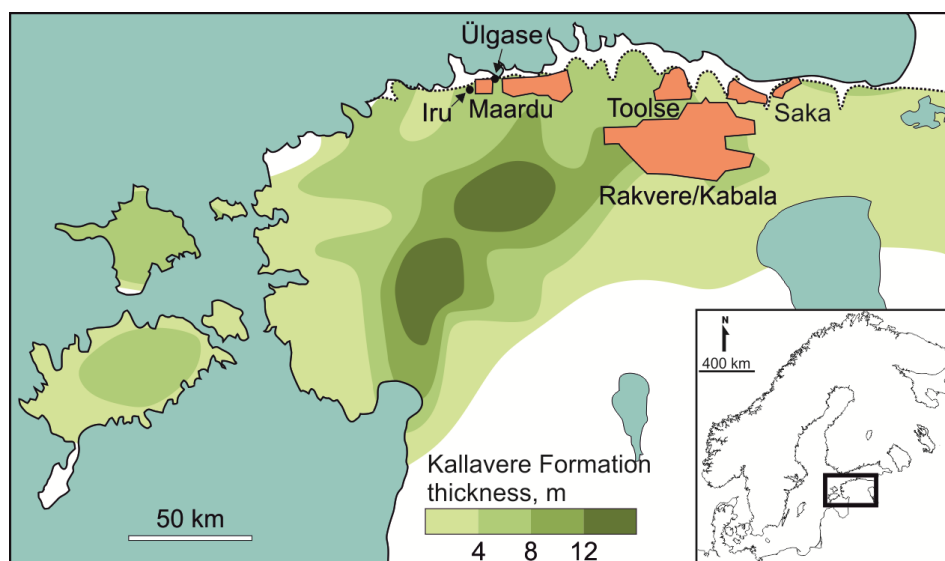 Ülgase
Iru
Maardu
Toolse
Saka
Rakvere/Kabala
N
400 km
Kallavere Formation
thickness, m
50 km
4 8 12